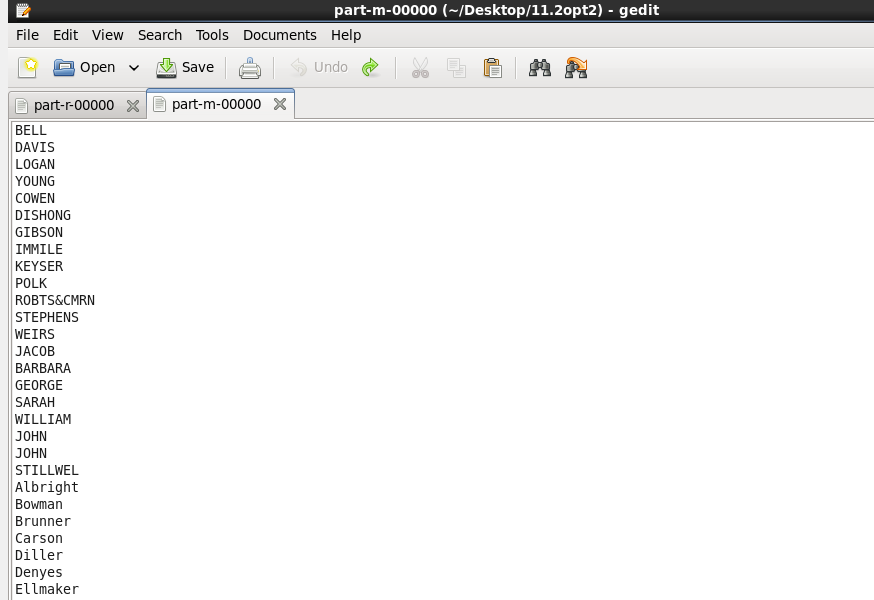 part-m-00000 (~/Desktop/11.2opt2) - gedit
File Edit View Search Tools Documents Help
Open Save Undo
part-r-00000 part-m-00000
BELL
DAVIS
LOGAN
YOUNG
COWEN
DISHONG
GIBSON
IMMILE
KEYSER
POLK
ROBTS&CMRN
STEPHENS
WEIRS
JACOB
BARBARA
GEORGE
SARAH
WILLIAM
JOHN
JOHN
STILLWEL
Albright
Bowman
Brunner
Carson
Diller
Denyes
Ellmaker